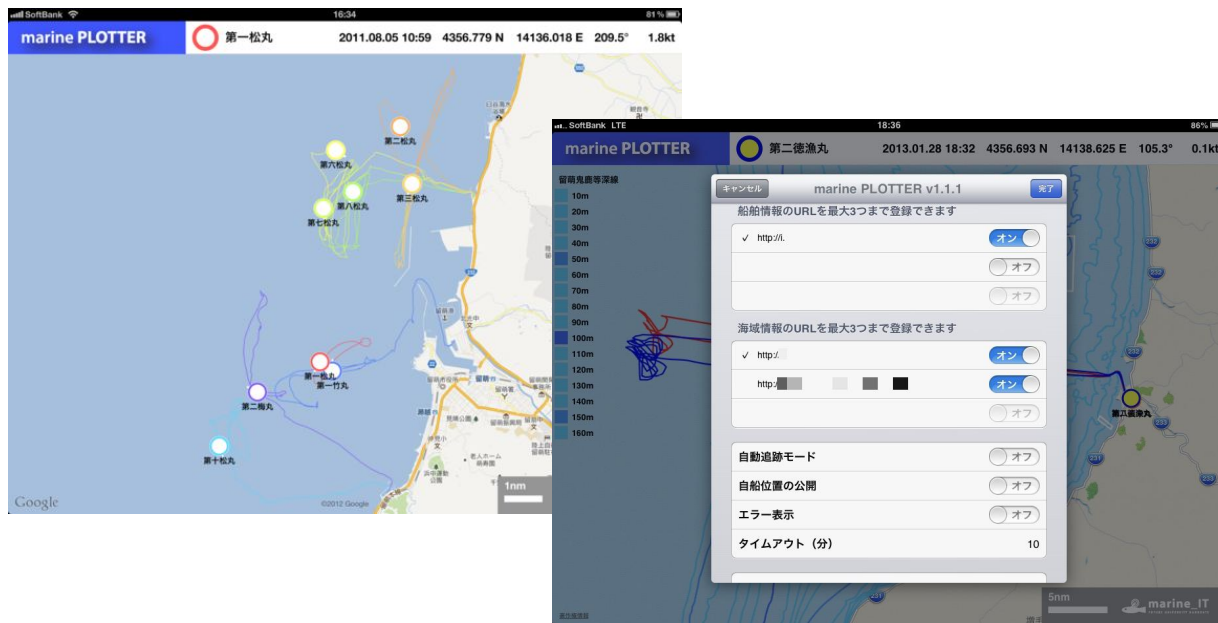 SoftBank
16:34
81%
marine PLOTTER
第一松丸
2011.08.05 10:59
4356.779 N
14136.018 E
209.5°
1.8kt
第二松丸
第六松丸
第三松丸
第八松丸
第七松丸
第一松丸
第一竹丸
第二梅丸
第十松丸
Google
©2012 Google
1nm
SoftBank LTE
18:36
86%
marine PLOTTER
第二徳漁丸
2013.01.28 18:32
4356.693 N
14138.625 E
105.3°
0.1kt
留萌鬼鹿等深線
10m
20m
30m
40m
50m
60m
70m
80m
90m
100m
110m
120m
130m
140m
150m
160m
キャンセル
marine PLOTTER v1.1.1
完了
船舶情報のURLを最大3つまで登録できます
✓ http://i.
オン
オフ
オフ
海域情報のURLを最大3つまで登録できます
✓ http:/
オン
http:/
オン
オフ
自動追跡モード
オフ
自船位置の公開
オフ
エラー表示
オフ
タイムアウト（分）
10
232
232
232
233
231
233
231
231
5nm
marine_IT